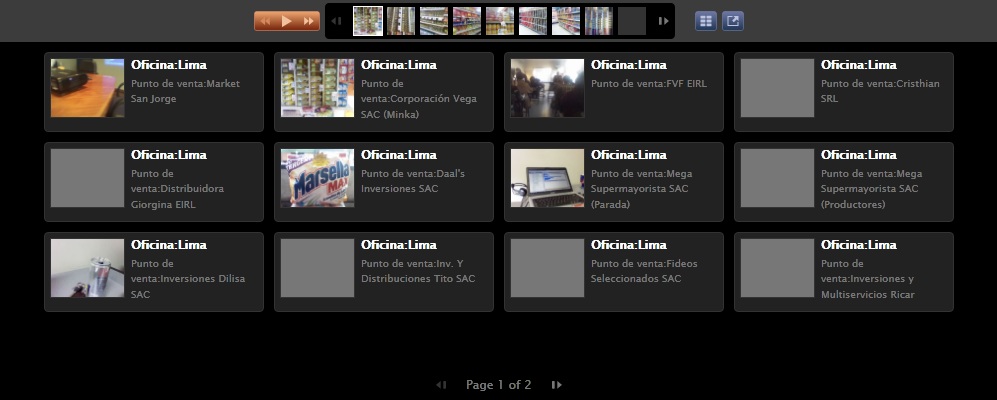 Oficina:Lima
Punto de venta:Market
San Jorge
Oficina:Lima
Punto de
venta:Corporación Vega
SAC (Minka)
Oficina:Lima
Punto de venta:FVF EIRL
Oficina:Lima
Punto de venta:Cristhian
SRL
Oficina:Lima
Punto de
venta:Distribuidora
Giorgina EIRL
Marsella
MAX
Oficina:Lima
Punto de venta:Daal's
Inversiones SAC
Oficina:Lima
Punto de venta:Mega
Supermayorista SAC
(Parada)
Oficina:Lima
Punto de venta:Mega
Supermayorista SAC
(Productores)
Oficina:Lima
Punto de
venta:Inversiones Dilisa
SAC
Oficina:Lima
Punto de venta:Inv. Y
Distribuciones Tito SAC
Oficina:Lima
Punto de venta:Fideos
Seleccionados SAC
Oficina:Lima
Punto de
venta:Inversiones y
Multiservicios Ricar
Page 1 of 2